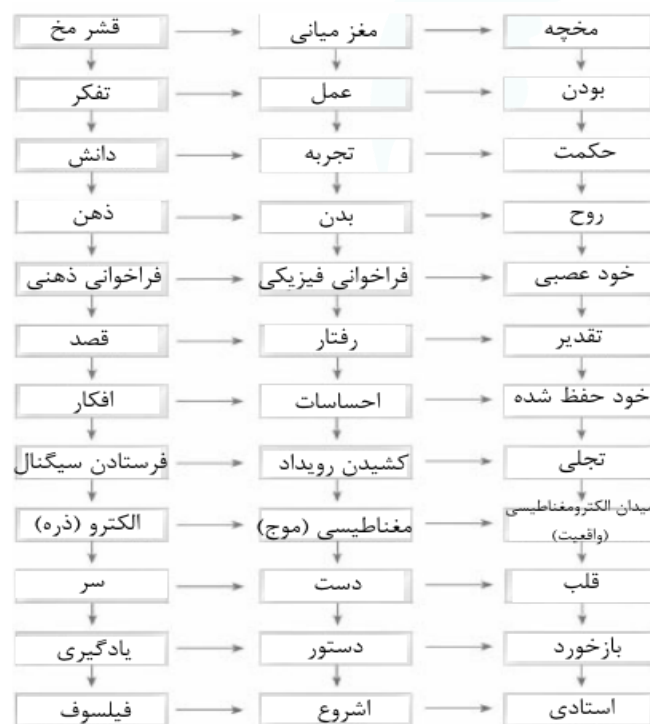 قشر مخ
مغز میانی
مخچه
تفکر
عمل
بودن
دانش
تجربه
حکمت
ذهن
بدن
روح
فراخوانی ذهنی
فراخوانی فیزیکی
خود عصبی
قصد
رفتار
تقدیر
افکار
احساسات
خود حفظ شده
فرستادن سیگنال
کشیدن رویداد
تجلی
الکترو (ذره)
مغناطیسی (موج)
میدان الکترومغناطیسی
(واقعیت)
سر
دست
قلب
یادگیری
دستور
بازخورد
فیلسوف
اشروع
استادی